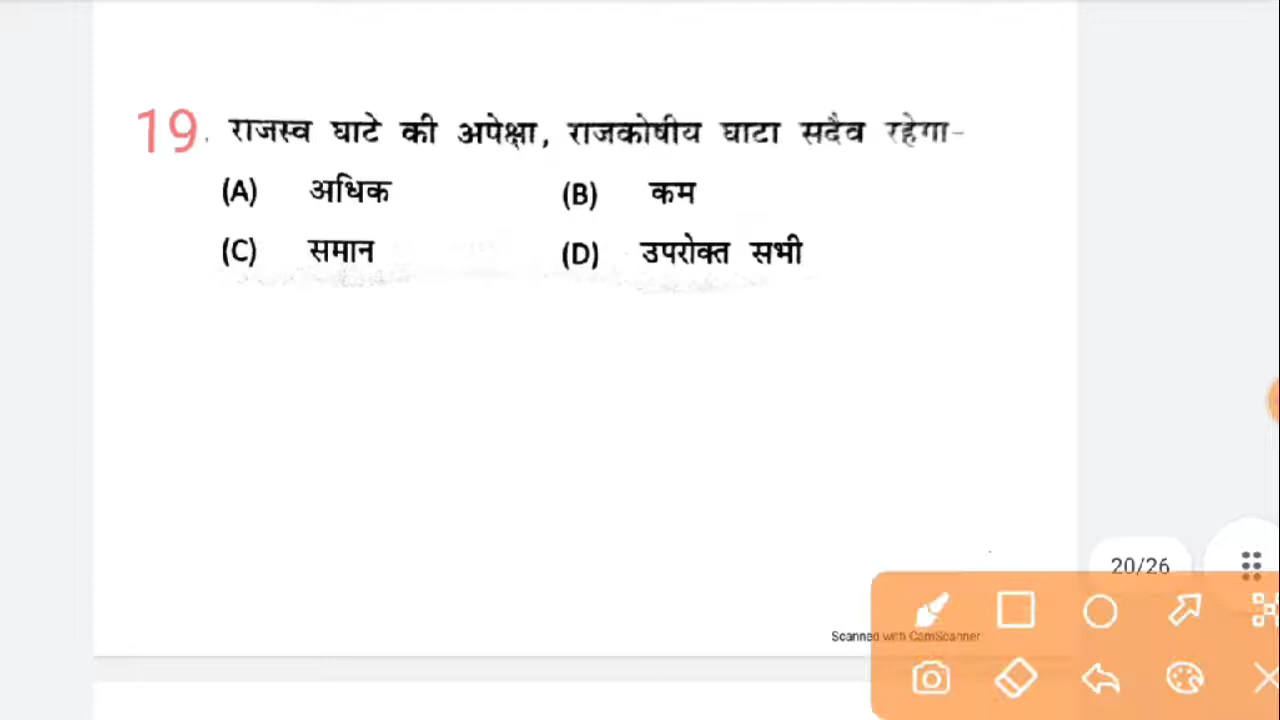 19. राजस्व घाटे की अपेक्षा, राजकोषीय घाटा सदैव रहेगा-
(A) अधिक (B) कम
(C) समान (D) उपरोक्त सभी
20/26
Scanned with CamScanner